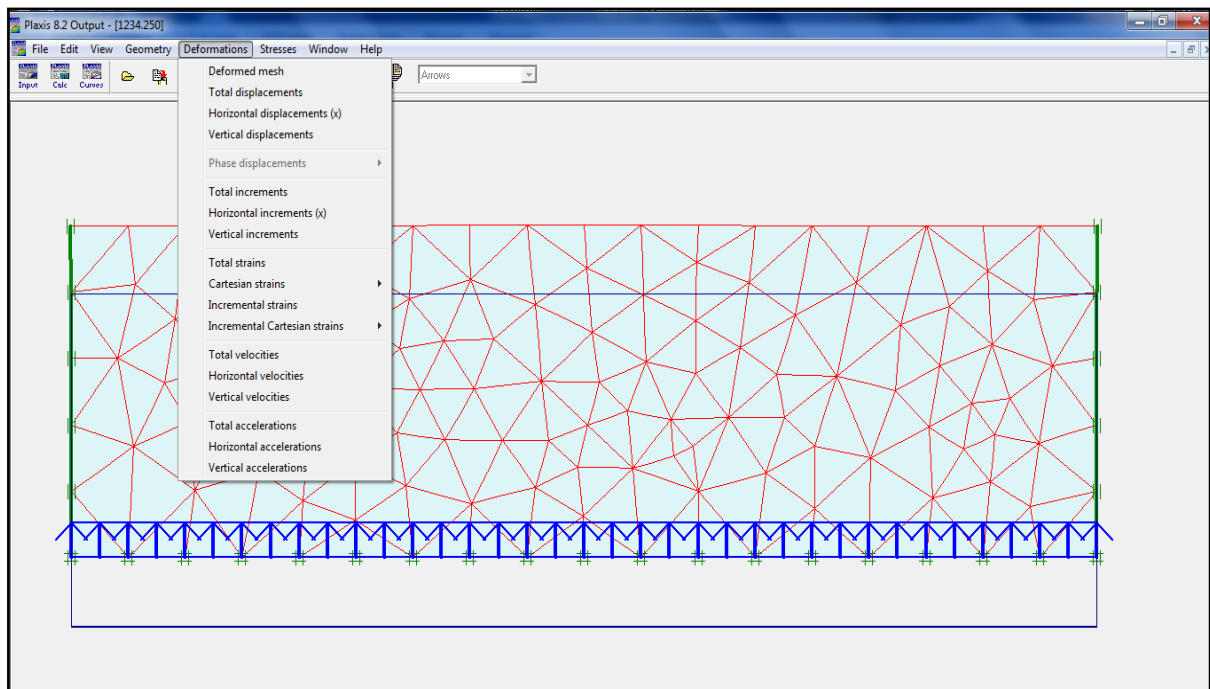 Plaxis 8.2 Output - [1234.250]
File Edit View Geometry Deformations Stresses Window Help
Input Calc Curves Arrows
Deformed mesh
Total displacements
Horizontal displacements (x)
Vertical displacements
Phase displacements
Total increments
Horizontal increments (x)
Vertical increments
Total strains
Cartesian strains
Incremental strains
Incremental Cartesian strains
Total velocities
Horizontal velocities
Vertical velocities
Total accelerations
Horizontal accelerations
Vertical accelerations